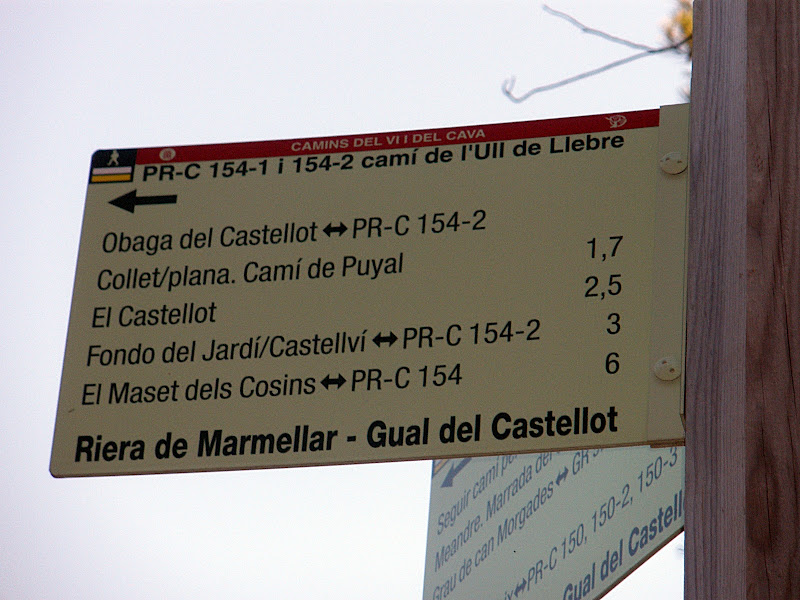 CAMINS DEL VI I DEL CAVA
PR-C 154-1 i 154-2 camí de l'Ull de Llebre
Obaga del Castellot ↔ PR-C 154-2
Collet/plana. Camí de Puyal 1,7
El Castellot 2,5
Fondo del Jardí/Castellví ↔ PR-C 154-2 3
El Maset dels Cosins ↔ PR-C 154 6
Riera de Marmellar - Gual del Castellot
Seguir camí
Meandre. Marrada del
Grau de can Morgades ↔ GR
↔ PR-C 150, 150-2, 150-3
Gual del Castell